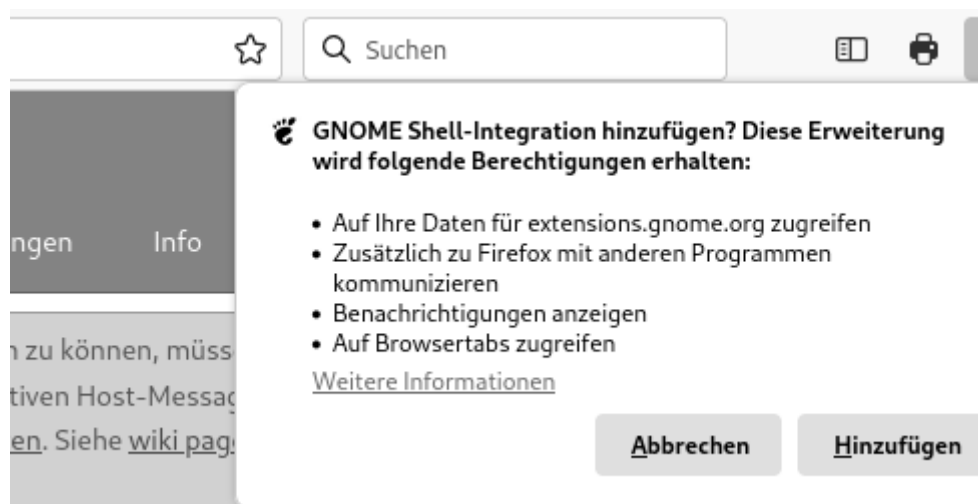 Suchen
GNOME Shell-Integration hinzufügen? Diese Erweiterung
wird folgende Berechtigungen erhalten:
• Auf Ihre Daten für extensions.gnome.org zugreifen
• Zusätzlich zu Firefox mit anderen Programmen
kommunizieren
• Benachrichtigungen anzeigen
• Auf Browsertabs zugreifen
Weitere Informationen
Abbrechen Hinzufügen
ngen Info
zu können, müss
tiven Host-Messag
en. Siehe wiki pag